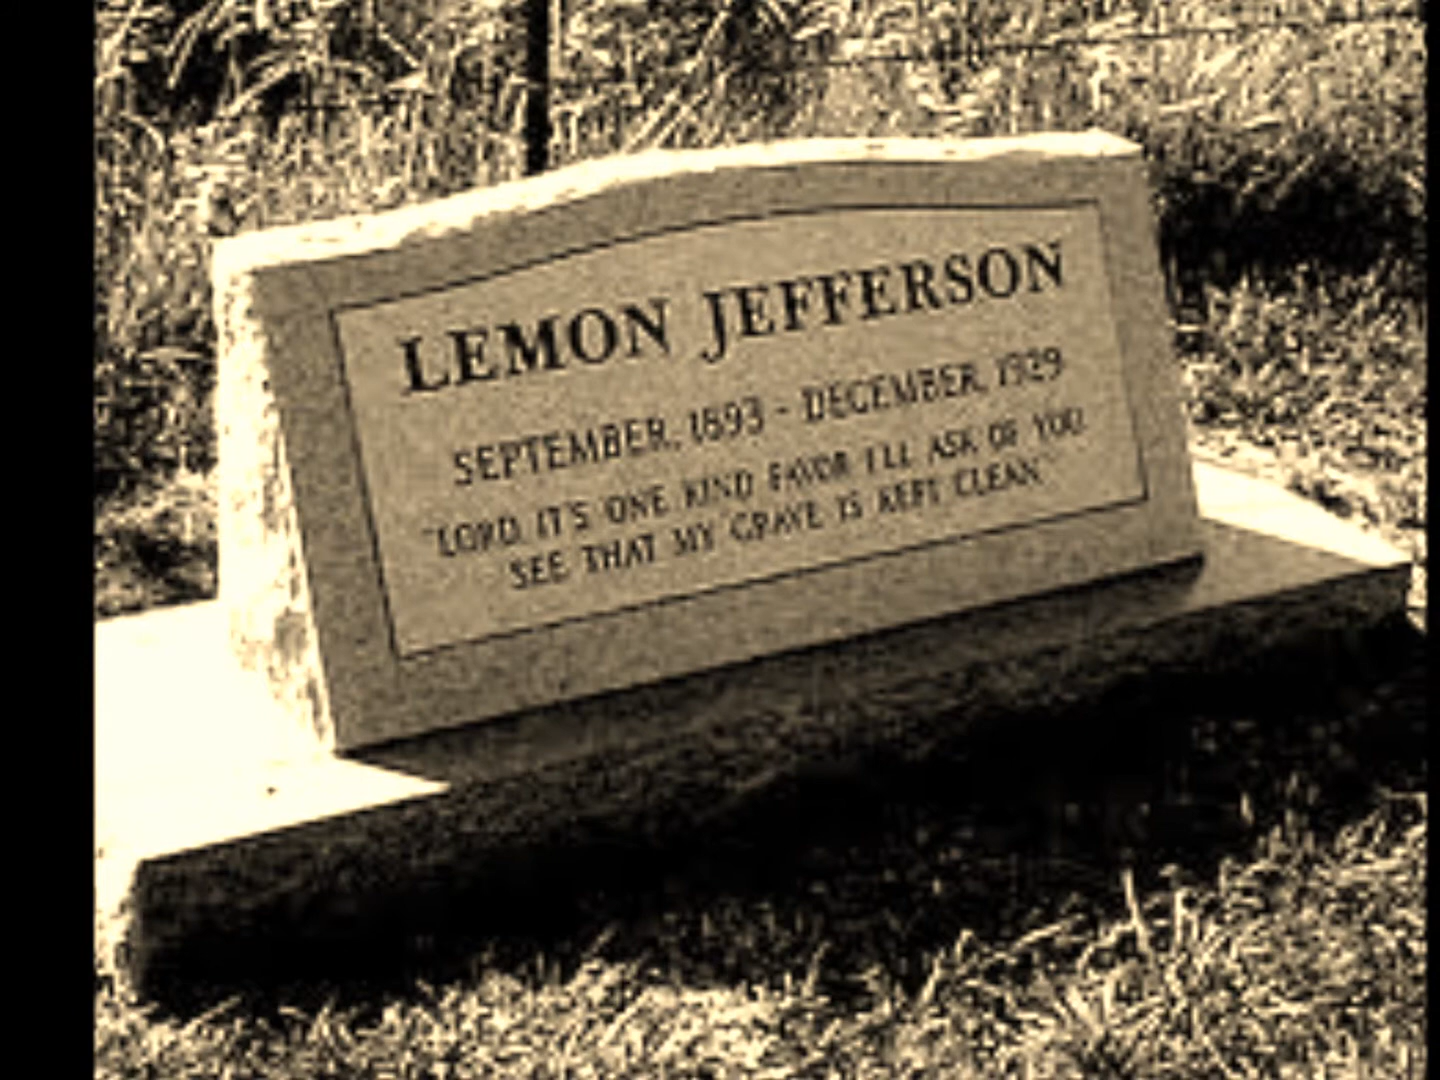 LEMON JEFFERSON
SEPTEMBER, 1893 - DECEMBER, 1929
"LORD, IT'S ONE KIND FAVOR I'LL ASK OF YOU
SEE THAT MY GRAVE IS KEPT CLEAN"